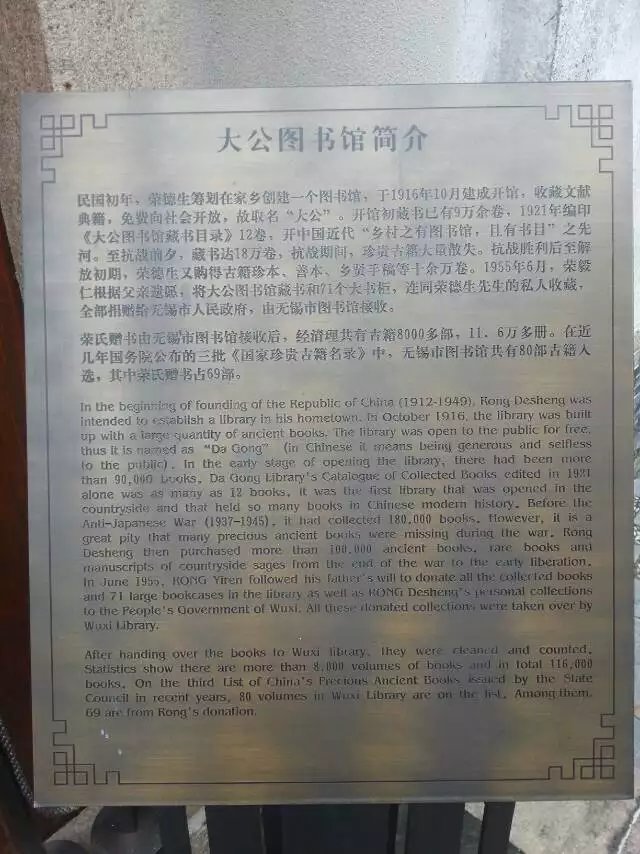 大公图书馆简介
民国初年，荣德生筹划在家乡创建一个图书馆，于1916年10月建成开馆，收藏文献
典籍，免费向社会开放，故取名“大公”。开馆初藏书已有9万余卷，1921年编印
《大公图书馆藏书目录》12卷，开中国近代“乡村之有图书馆，且有书目”之先
河。至抗战前夕，藏书达18万卷，抗战期间，珍贵古籍大量散失。抗战胜利后至解
放初期，荣德生又购得古籍珍本、善本、乡贤手稿等十余万卷。1955年6月，荣毅
仁根据父亲遗愿，将大公图书馆藏书和71个大书柜，连同荣德生先生的私人收藏，
全部捐赠给无锡市人民政府，由无锡市图书馆接收。
荣氏赠书由无锡市图书馆接收后，经清理共有古籍8000多部，11.6万多册。在近
几年国务院公布的三批《国家珍贵古籍名录》中，无锡市图书馆共有80部古籍入
选，其中荣氏赠书占69部。
In the beginning of founding of the Republic of China (1912-1949), Rong Desheng was
intended to establish a library in his hometown. In October 1916, the library was built
up with a large quantity of ancient books. The library was open to the public for free,
thus it is named as “Da Gong” (in Chinese it means being generous and selfless
to the public). In the early stage of opening the library, there had been more
than 90,000 books. Da Gong Library's Catalogue of Collected Books edited in 1921
alone was as many as 12 books. It was the first library that was opened in the
countryside and that held so many books in Chinese modern history. Before the
Anti-Japanese War (1937-1945), it had collected 180,000 books. However, it is a
great pity that many precious ancient books were missing during the war. Rong
Desheng then purchased more than 100,000 ancient books, rare books and
manuscripts of countryside sages from the end of the war to the early liberation.
In June 1955, RONG Yiren followed his father's will to donate all the collected books
and 71 large bookcases in the library as well as RONG Desheng's personal collections
to the People's Government of Wuxi. All these donated collections were taken over by
Wuxi Library.
After handing over the books to Wuxi library, They were cleaned and counted.
Statistics show there are more than 8,000 volumes of books and in total 116,000
books. On the third List of China's Precious Ancient Books issued by the State
Council in recent years, 80 volumes in Wuxi Library are on the list. Among them,
69 are from Rong's donation.